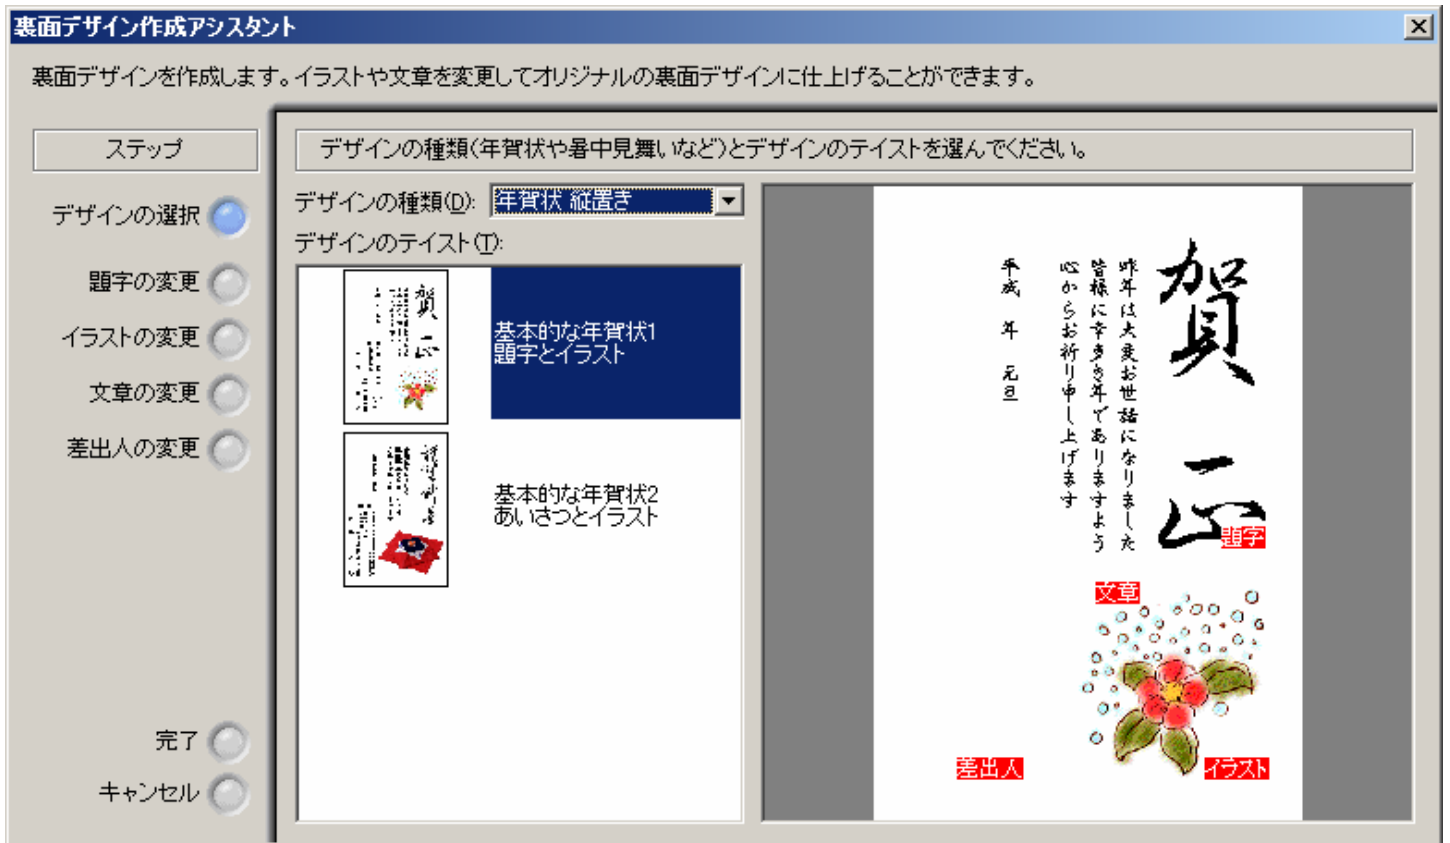 裏面デザイン作成アシスタント
裏面デザインを作成します。イラストや文章を変更してオリジナルの裏面デザインに仕上げることができます。
ステップ
デザインの選択
題字の変更
イラストの変更
文章の変更
差出人の変更
完了
キャンセル
デザインの種類(年賀状や暑中見舞いなど)とデザインのテイストを選んでください。
デザインの種類(D):
年賀状 縦置き
デザインのテイスト(T):
基本的な年賀状1
題字とイラスト
基本的な年賀状2
あいさつとイラスト
賀正
題字
昨年は大変お世話になりました
皆様に幸多き年でありますよう
心からお祈り申し上げます
平成 年 元旦
文章
差出人
イラスト